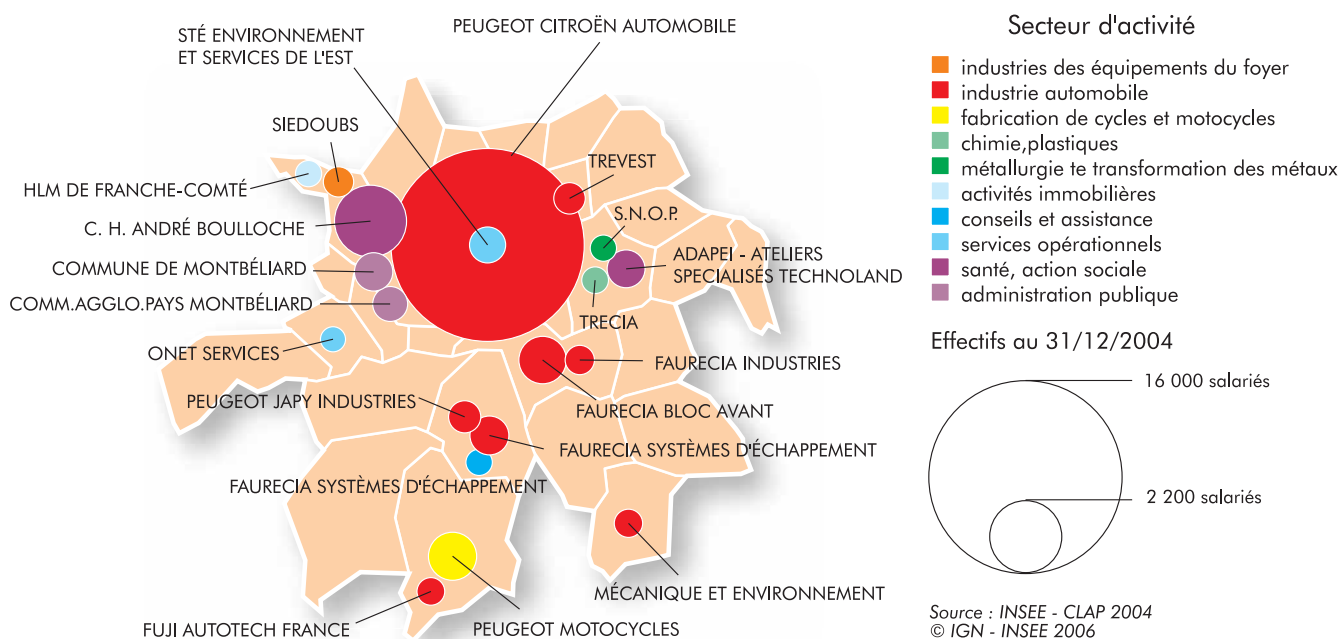 STÉ ENVIRONNEMENT
ET SERVICES DE L'EST
PEUGEOT CITROËN AUTOMOBILE
SIEDOUBS
TREVEST
HLM DE FRANCHE-COMTÉ
S.N.O.P.
C. H. ANDRÉ BOULLOCHE
ADAPEI - ATELIERS
SPECIALISÉS TECHNOLAND
COMMUNE DE MONTBÉLIARD
COMM.AGGLO.PAYS MONTBÉLIARD
TRECIA
ONET SERVICES
FAURECIA INDUSTRIES
PEUGEOT JAPY INDUSTRIES
FAURECIA BLOC AVANT
FAURECIA SYSTÈMES D'ÉCHAPPEMENT
FAURECIA SYSTÈMES D'ÉCHAPPEMENT
MÉCANIQUE ET ENVIRONNEMENT
FUJI AUTOTECH FRANCE
PEUGEOT MOTOCYCLES
Secteur d'activité
industries des équipements du foyer
industrie automobile
fabrication de cycles et motocycles
chimie,plastiques
métallurgie te transformation des métaux
activités immobilières
conseils et assistance
services opérationnels
santé, action sociale
administration publique
Effectifs au 31/12/2004
16 000 salariés
2 200 salariés
Source : INSEE - CLAP 2004
© IGN - INSEE 2006